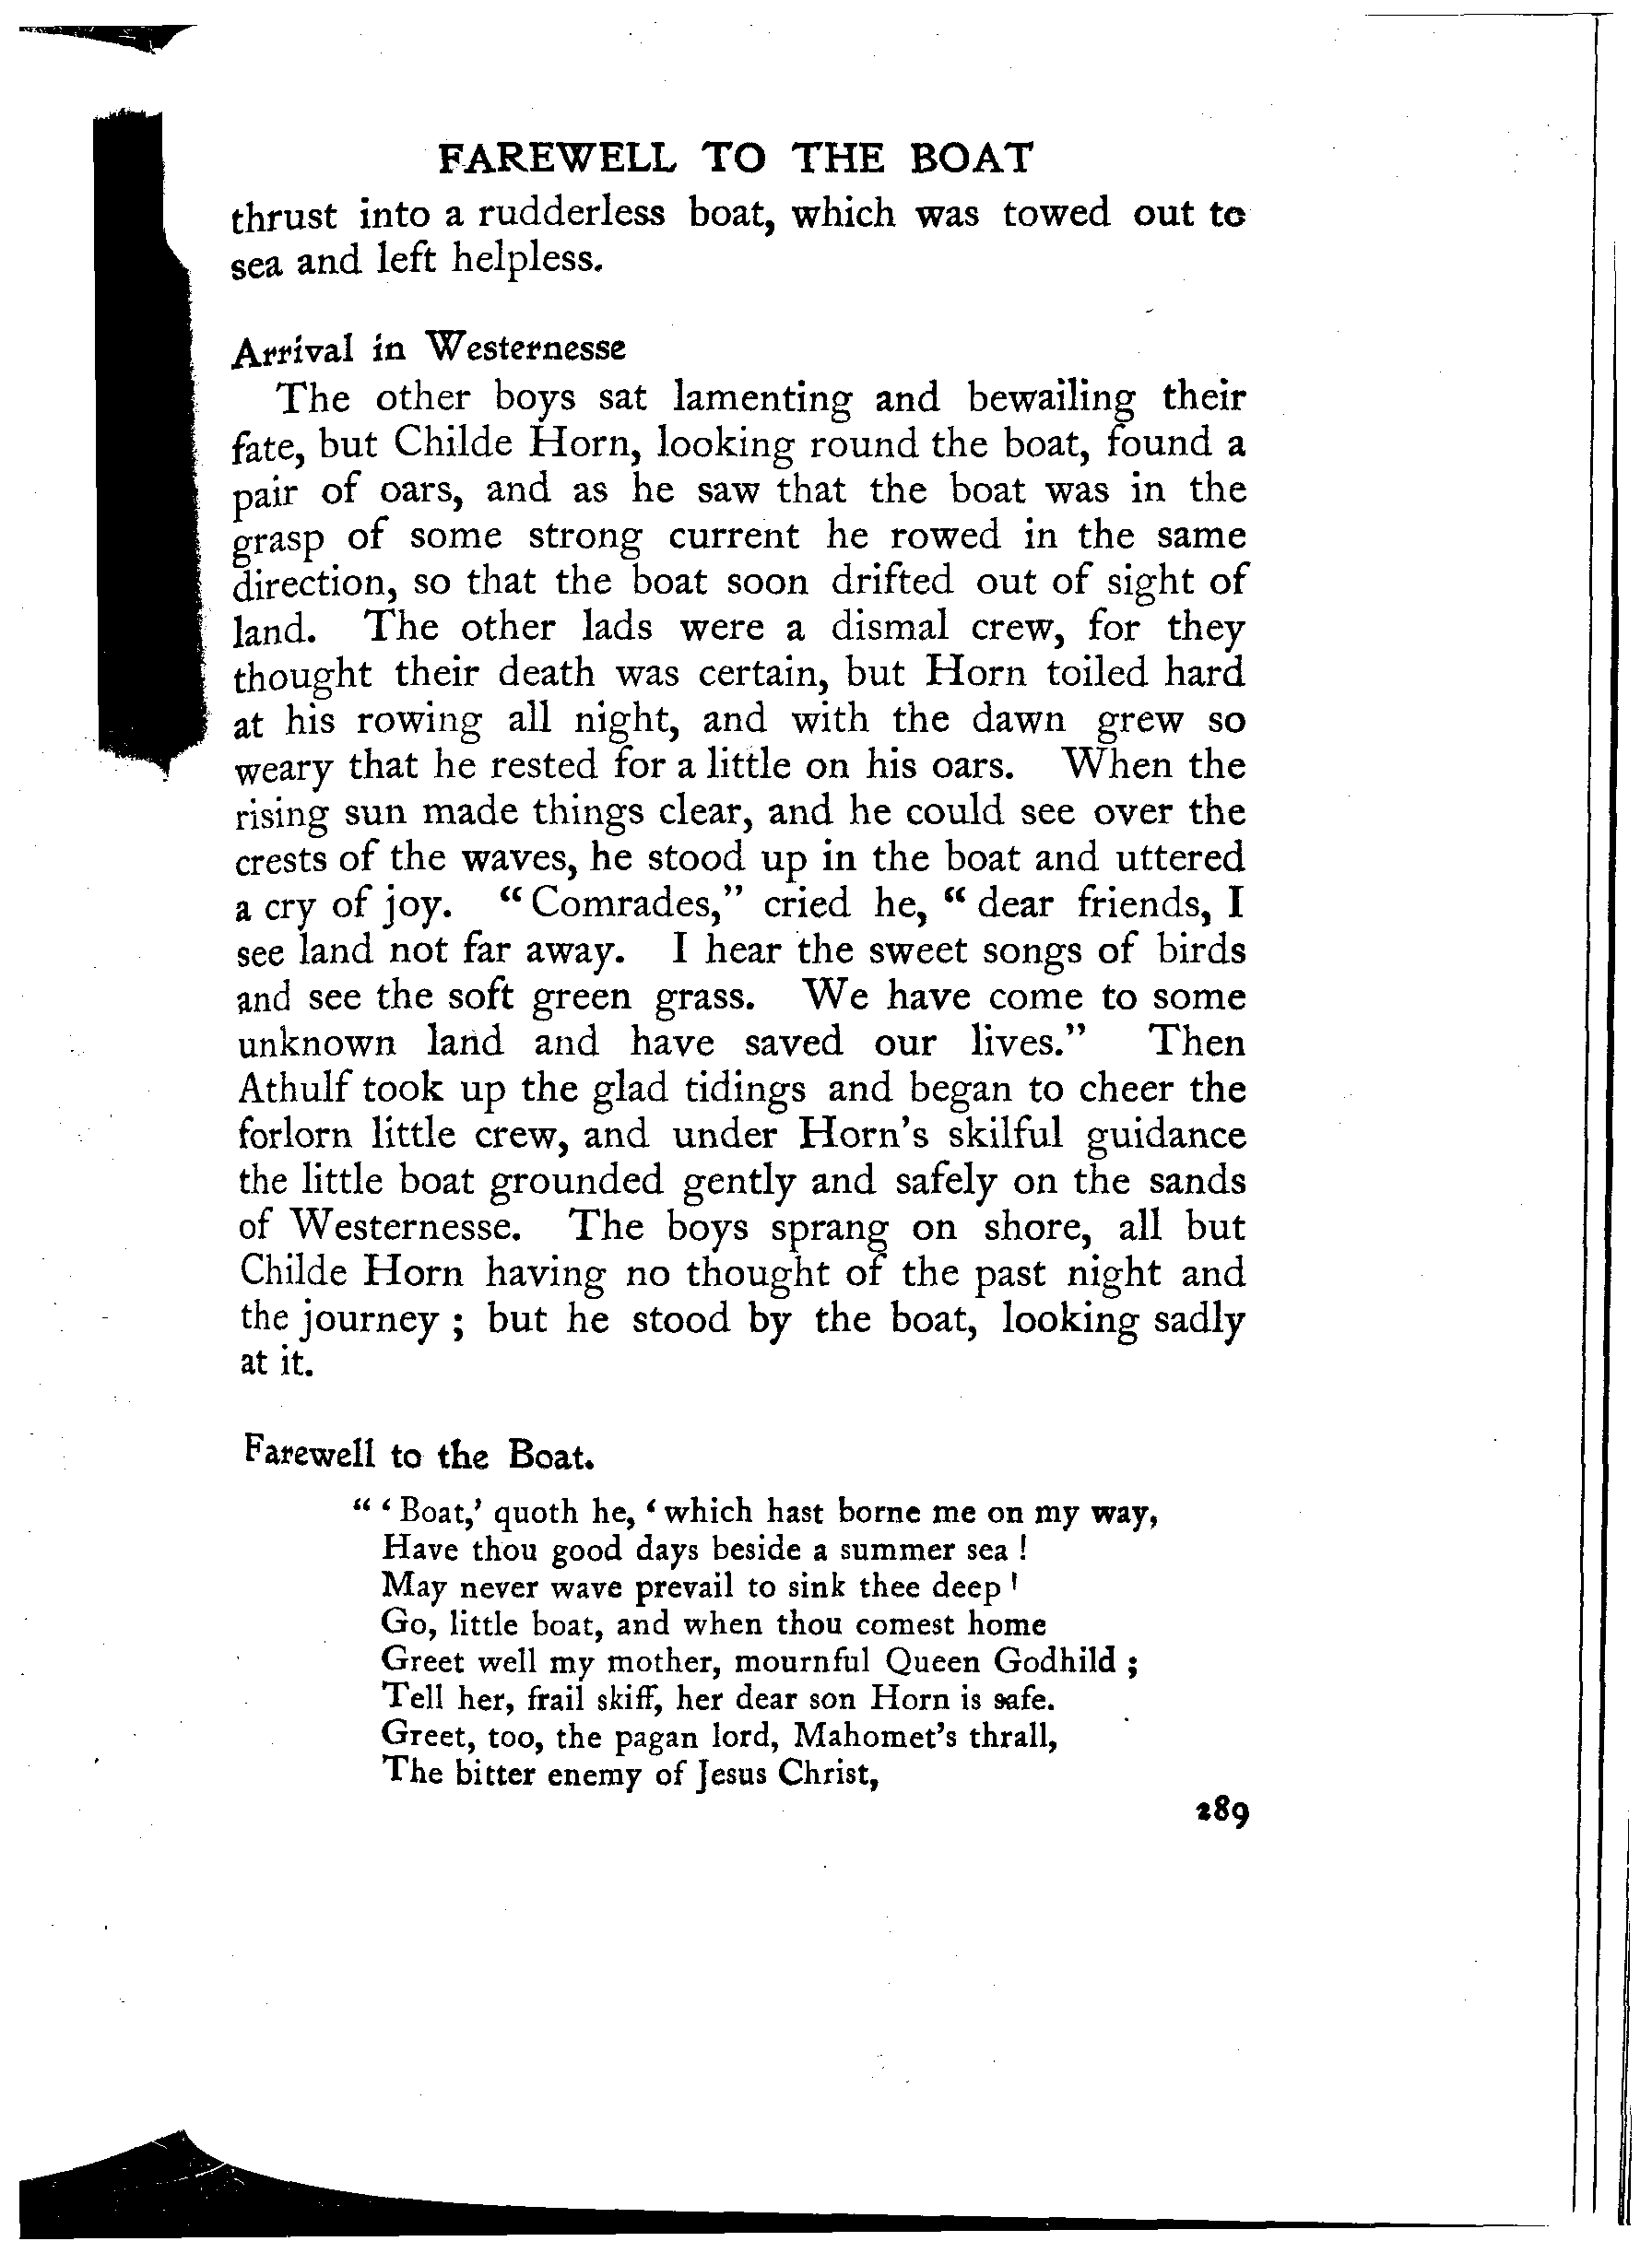 FAREWELL TO THE BOAT
thrust into a rudderless boat, which was towed out to
sea and left helpless.
Arrival in Westernesse
The other boys sat lamenting and bewailing their
fate, but Childe Horn, looking round the boat, found a
pair of oars, and as he saw that the boat was in the
grasp of some strong current he rowed in the same
direction, so that the boat soon drifted out of sight of
land. The other lads were a dismal crew, for they
thought their death was certain, but Horn toiled hard
at his rowing all night, and with the dawn grew so
weary that he rested for a little on his oars. When the
rising sun made things clear, and he could see over the
crests of the waves, he stood up in the boat and uttered
a cry of joy. “ Comrades,” cried he, “ dear friends, I
see land not far away. I hear the sweet songs of birds
and see the soft green grass. We have come to some
unknown land and have saved our lives.” Then
Athulf took up the glad tidings and began to cheer the
forlorn little crew, and under Horn’s skilful guidance
the little boat grounded gently and safely on the sands
of Westernesse. The boys sprang on shore, all but
Childe Horn having no thought of the past night and
the journey ; but he stood by the boat, looking sadly
at it.
Farewell to the Boat.
“ ‘ Boat,’ quoth he, ‘ which hast borne me on my way,
Have thou good days beside a summer sea !
May never wave prevail to sink thee deep !
Go, little boat, and when thou comest home
Greet well my mother, mournful Queen Godhild ;
Tell her, frail skiff, her dear son Horn is safe.
Greet, too, the pagan lord, Mahomet’s thrall,
The bitter enemy of Jesus Christ,
289